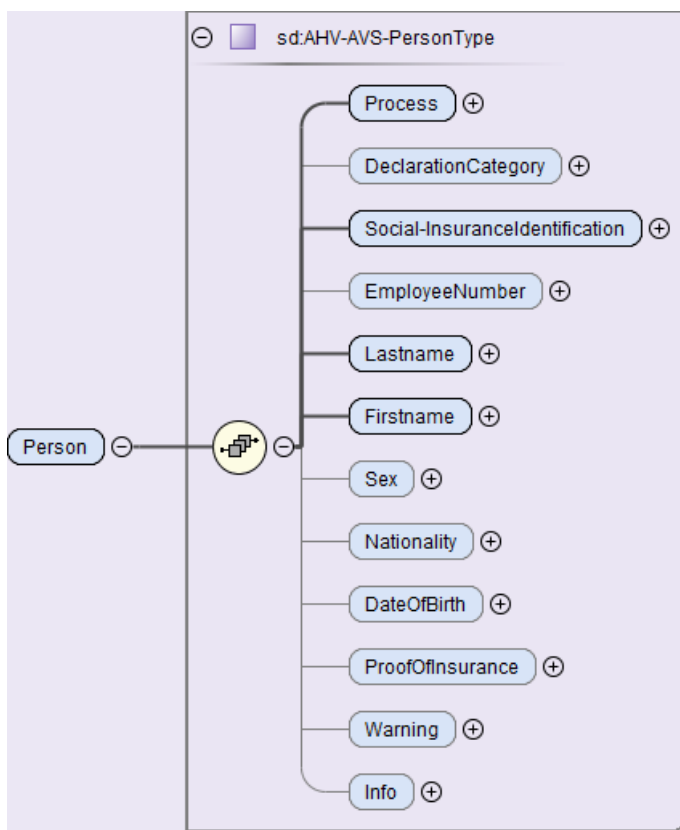 sd:AHV-AVS-PersonType
Process
DeclarationCategory
Social-InsuranceIdentification
EmployeeNumber
Lastname
Firstname
Person
Sex
Nationality
DateOfBirth
ProofOfInsurance
Warning
Info